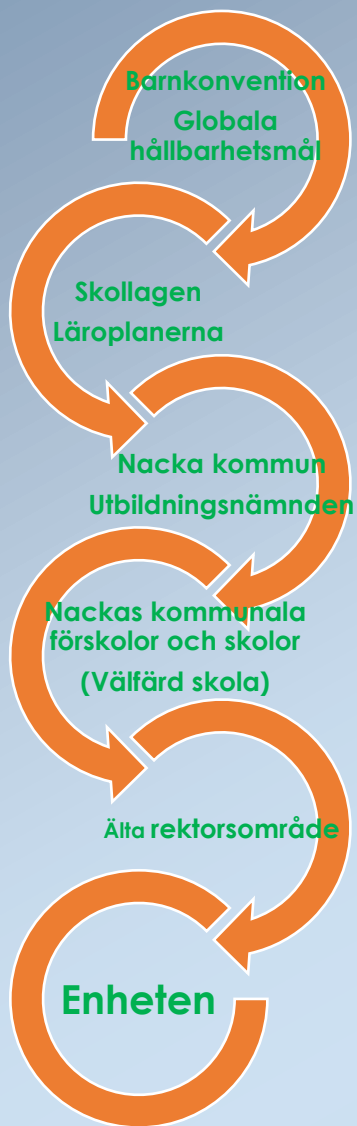 Barnkonvention
Globala
hållbarhetsmål
Skollagen
Läroplanerna
Nacka kommun
Utbildningsnämnden
Nackas kommunala
förskolor och skolor
(Välfärd skola)
Älta rektorsområde
Enheten